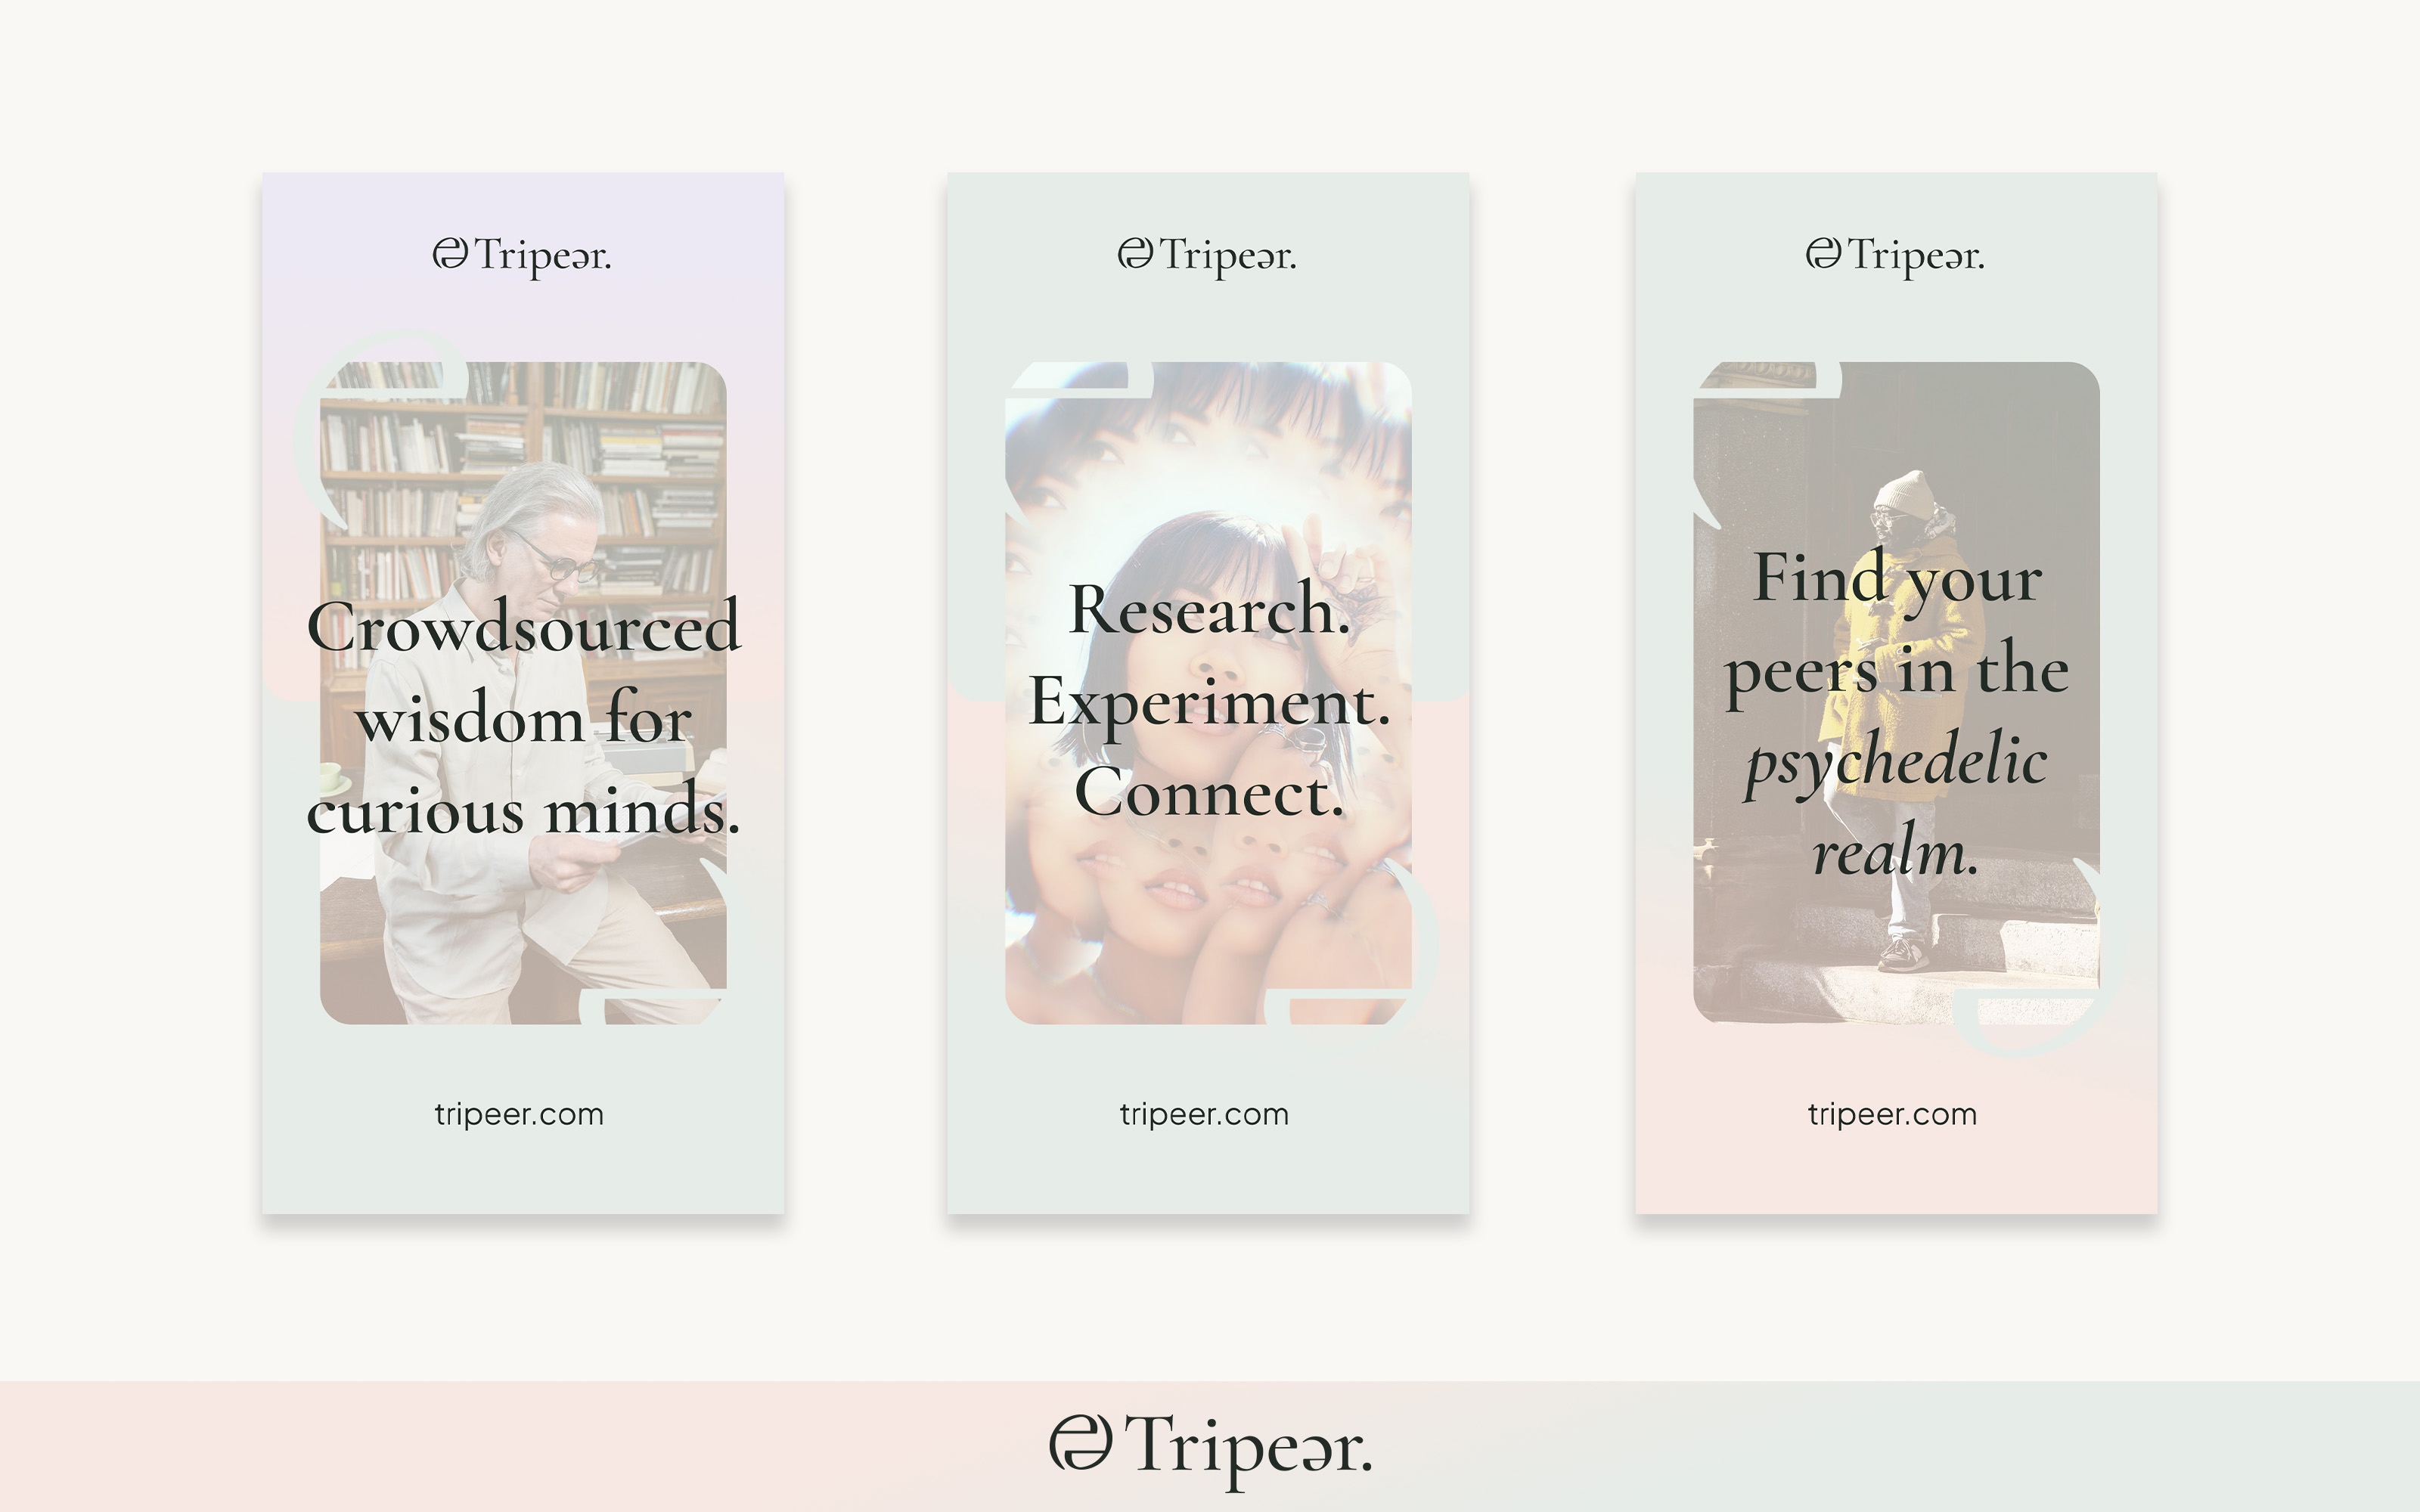 Tripeər.
Crowdsourced
wisdom for
curious minds.
tripeer.com
Tripeər.
Research.
Experiment.
Connect.
tripeer.com
Tripeər.
Find your
peers in the
psychedelic
realm.
tripeer.com
Tripeər.